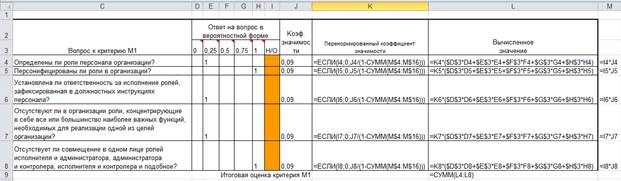 C D E F G H I J K L M
1
2 Ответ на вопрос в вероятностной форме Коэф. значимости Перенормированный коэффициент значимости Вычисленное значение
3 Вопрос к критерию М1 0 0,25 0,5 0,75 1 Н/О
4 Определены ли роли персонала организации? 1 0,09 =ЕСЛИ(I4;0;J4/(1-СУММ(M$4:M$16))) =K4*($D$3*D4+$E$3*E4+$F$3*F4+$G$3*G4+$H$3*H4) =I4*J4
5 Персонифицированы ли роли в организации? 1 0,09 =ЕСЛИ(I5;0;J5/(1-СУММ(M$4:M$16))) =K5*($D$3*D5+$E$3*E5+$F$3*F5+$G$3*G5+$H$3*H5) =I5*J5
Установлена ли ответственность за исполнение ролей,
зафиксированная в должностных инструкциях
6 персонала? 1 0,09 =ЕСЛИ(I6;0;J6/(1-СУММ(M$4:M$16))) =K6*($D$3*D6+$E$3*E6+$F$3*F6+$G$3*G6+$H$3*H6) =I6*J6
Отсутствуют ли в организации роли, концентрирующие
в себе все или большинство наиболее важных функций,
необходимых для реализации одной из целей
7 организации? 1 0,09 =ЕСЛИ(I7;0;J7/(1-СУММ(M$4:M$16))) =K7*($D$3*D7+$E$3*E7+$F$3*F7+$G$3*G7+$H$3*H7) =I7*J7
Отсутствует ли совмещение в одном лице ролей
исполнителя и администратора, администратора
8 и контролера, исполнителя и контролера и подобное? 1 0,09 =ЕСЛИ(I8;0;J8/(1-СУММ(M$4:M$16))) =K8*($D$3*D8+$E$3*E8+$F$3*F8+$G$3*G8+$H$3*H8) =I8*J8
9 Итоговая оценка критерия М1 =СУММ(L4:L8)